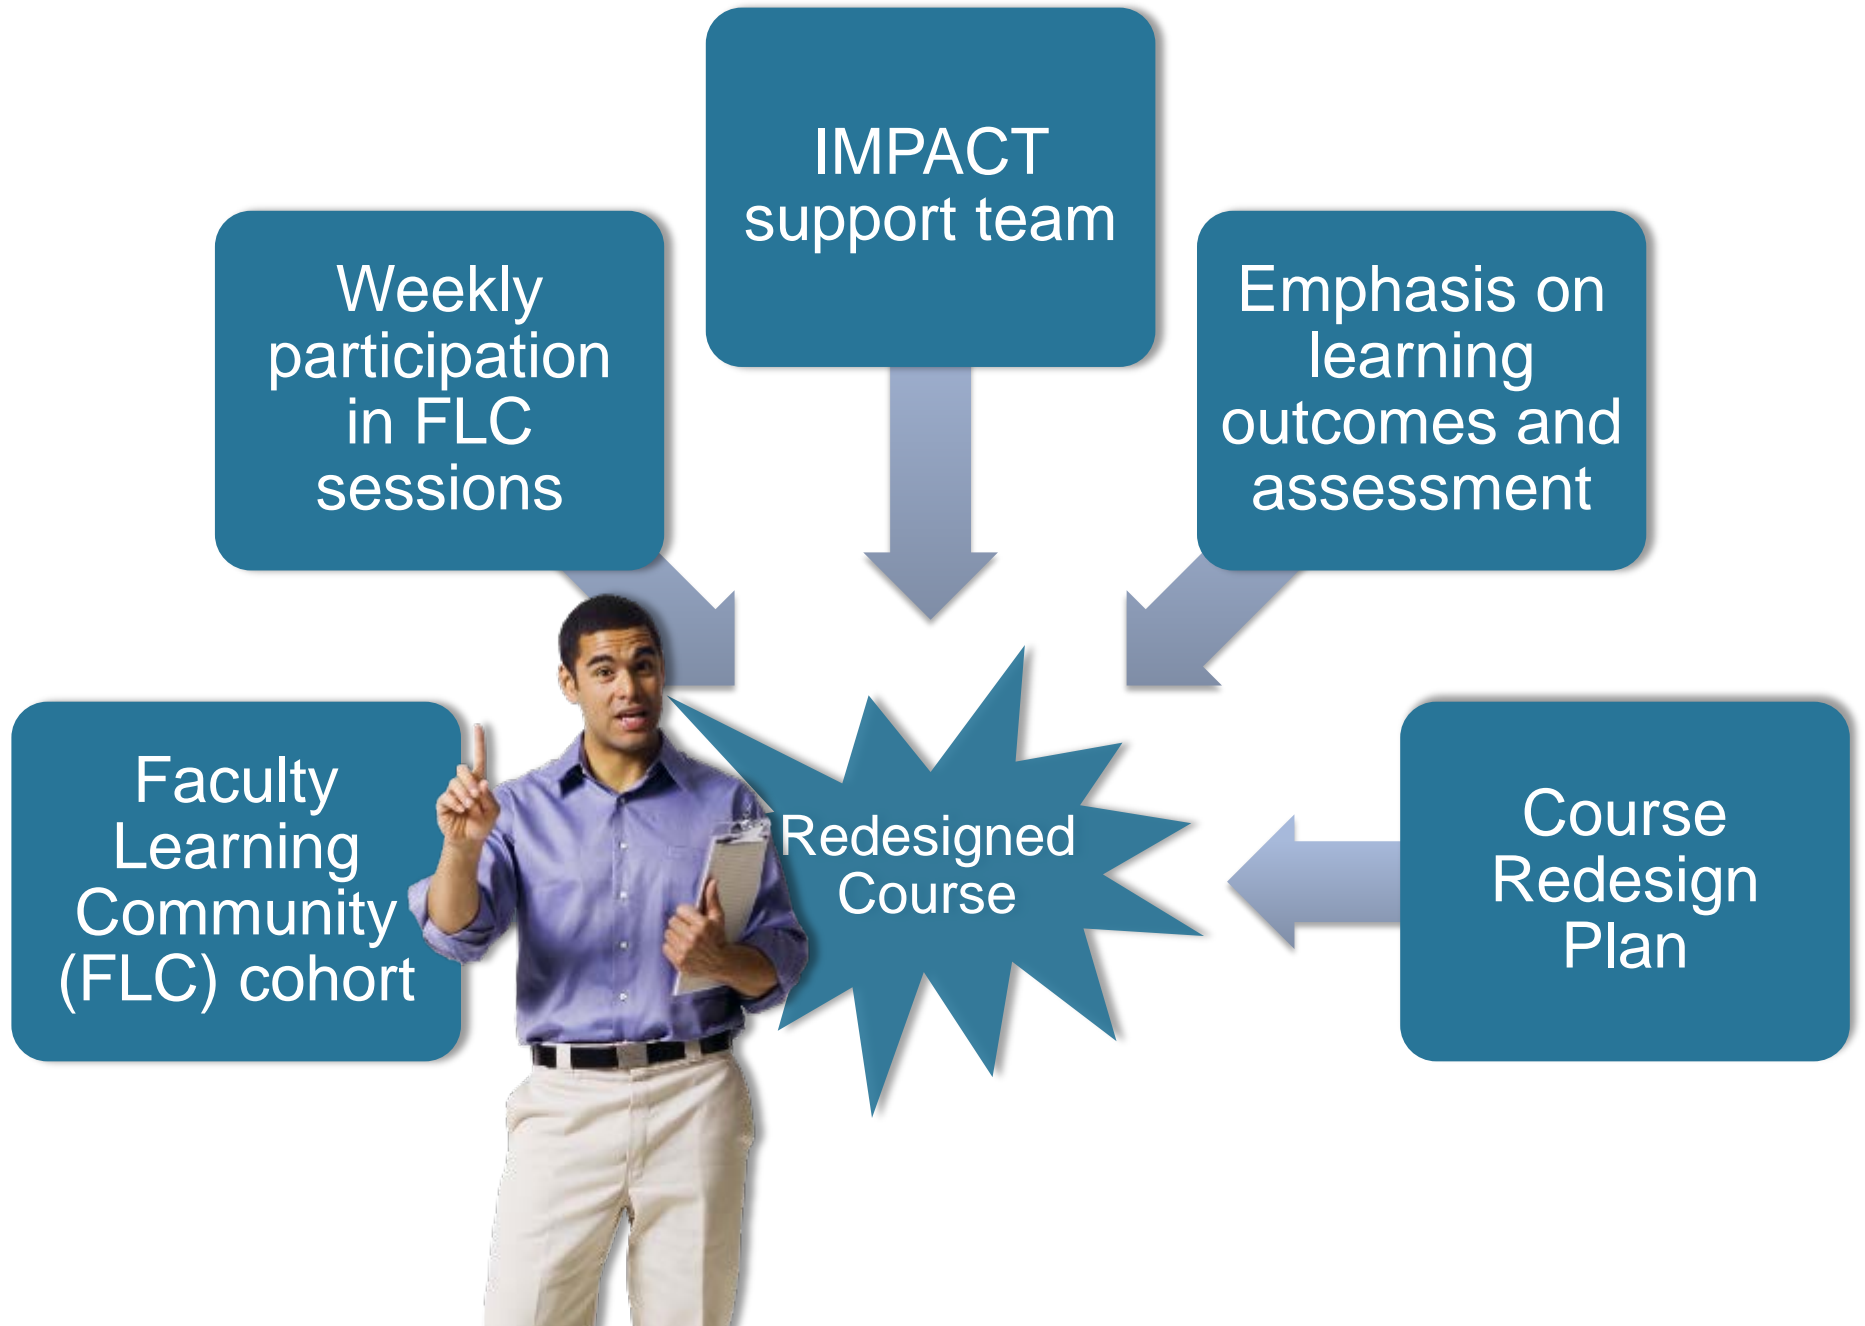 IMPACT
support team
Weekly
participation
in FLC
sessions
Emphasis on
learning
outcomes and
assessment
Faculty
Learning
Community
(FLC) cohort
Redesigned
Course
Course
Redesign
Plan